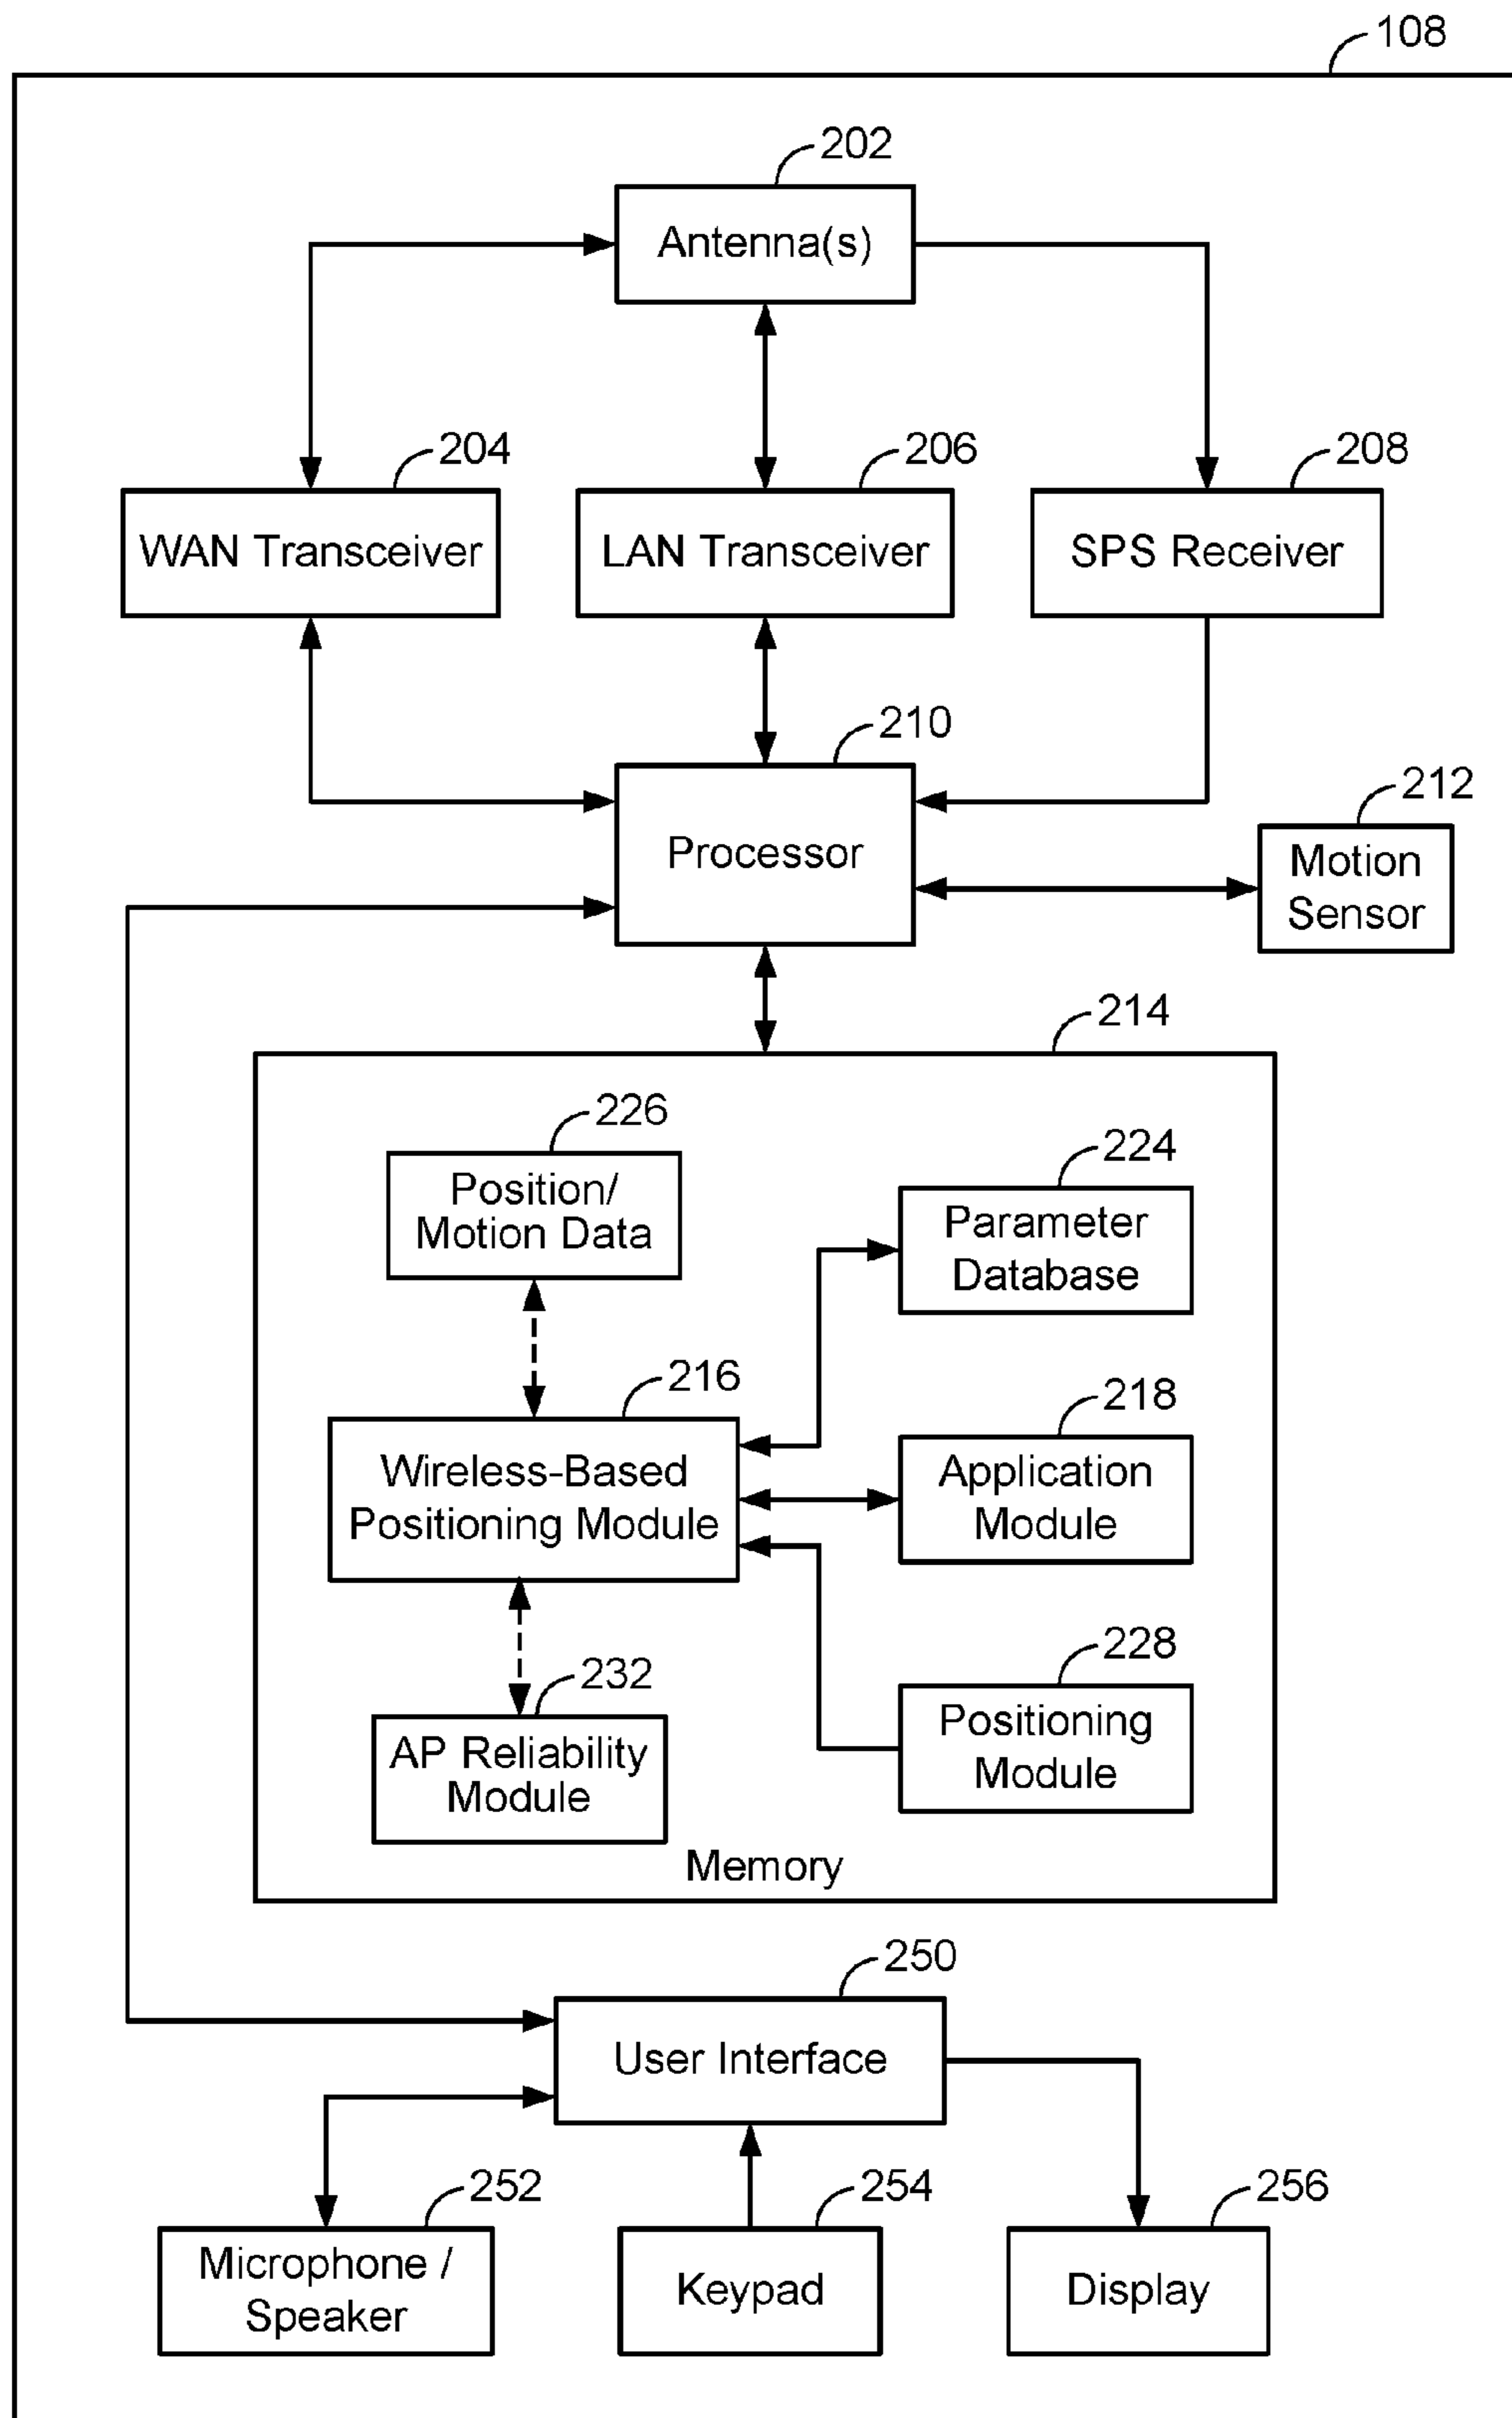 108
202
Antenna(s)
204
206
208
WAN Transceiver
LAN Transceiver
SPS Receiver
210
212
Processor
Motion
Sensor
214
226
224
Position/
Motion Data
Parameter
Database
216
218
Wireless-Based
Positioning Module
Application
Module
232
228
AP Reliability
Module
Positioning
Module
Memory
250
User Interface
252
254
256
Microphone /
Speaker
Keypad
Display